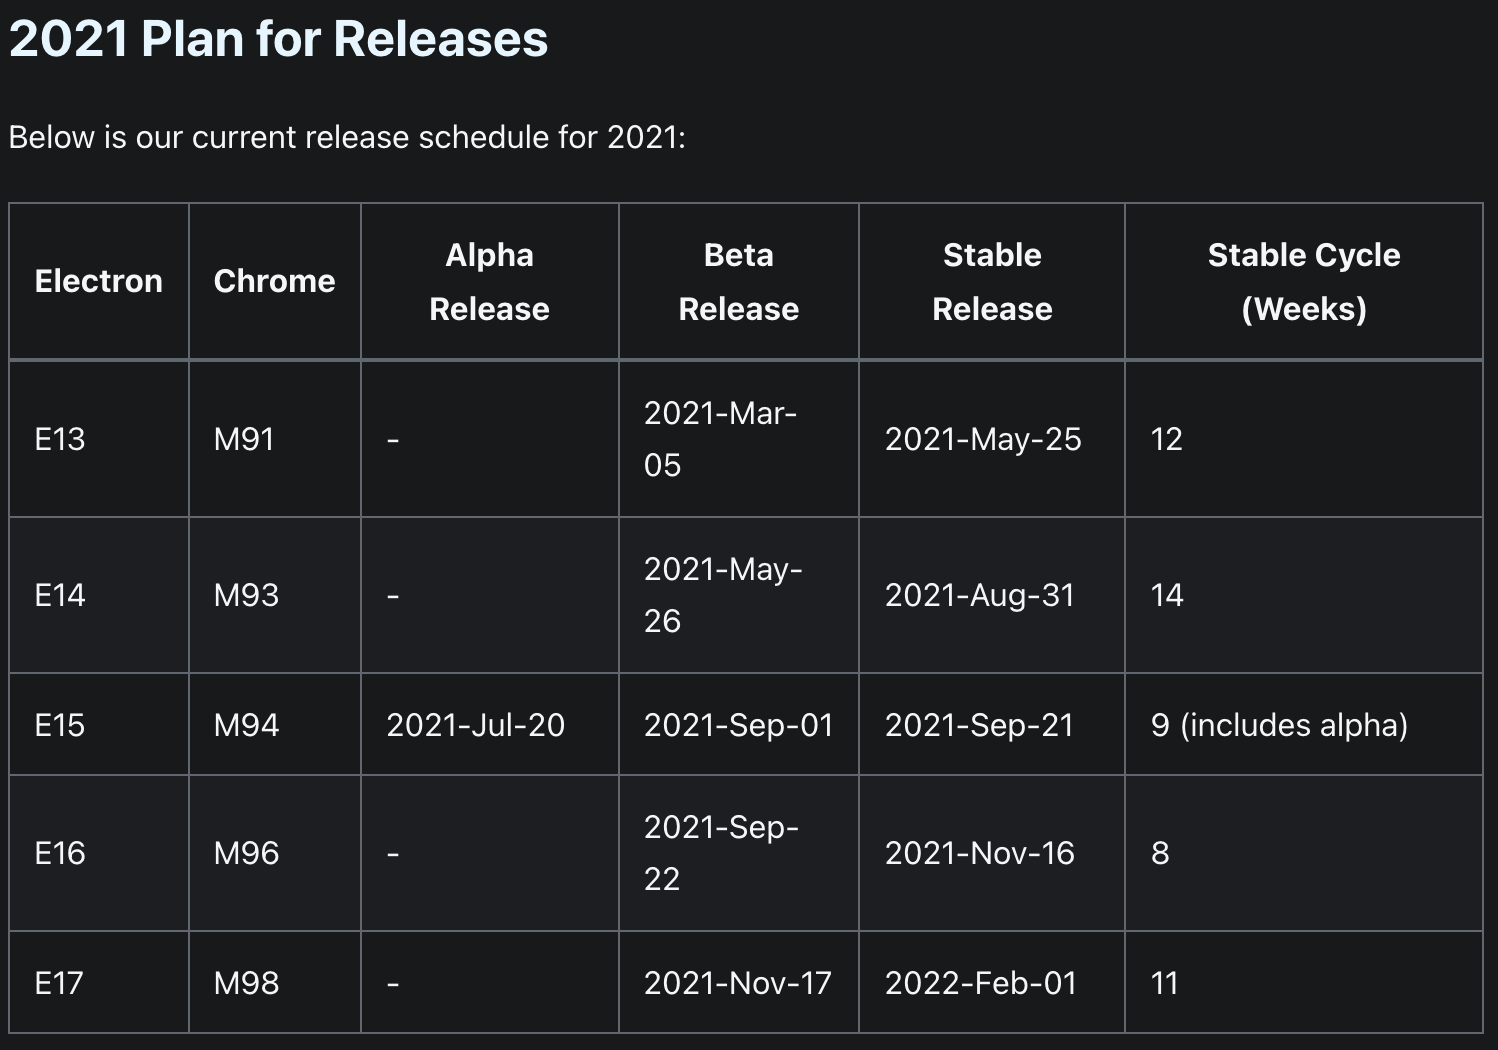 2021 Plan for Releases
Below is our current release schedule for 2021:
Electron Chrome Alpha Release Beta Release Stable Release Stable Cycle (Weeks)
E13 M91 - 2021-Mar-05 2021-May-25 12
E14 M93 - 2021-May-26 2021-Aug-31 14
E15 M94 2021-Jul-20 2021-Sep-01 2021-Sep-21 9 (includes alpha)
E16 M96 - 2021-Sep-22 2021-Nov-16 8
E17 M98 - 2021-Nov-17 2022-Feb-01 11